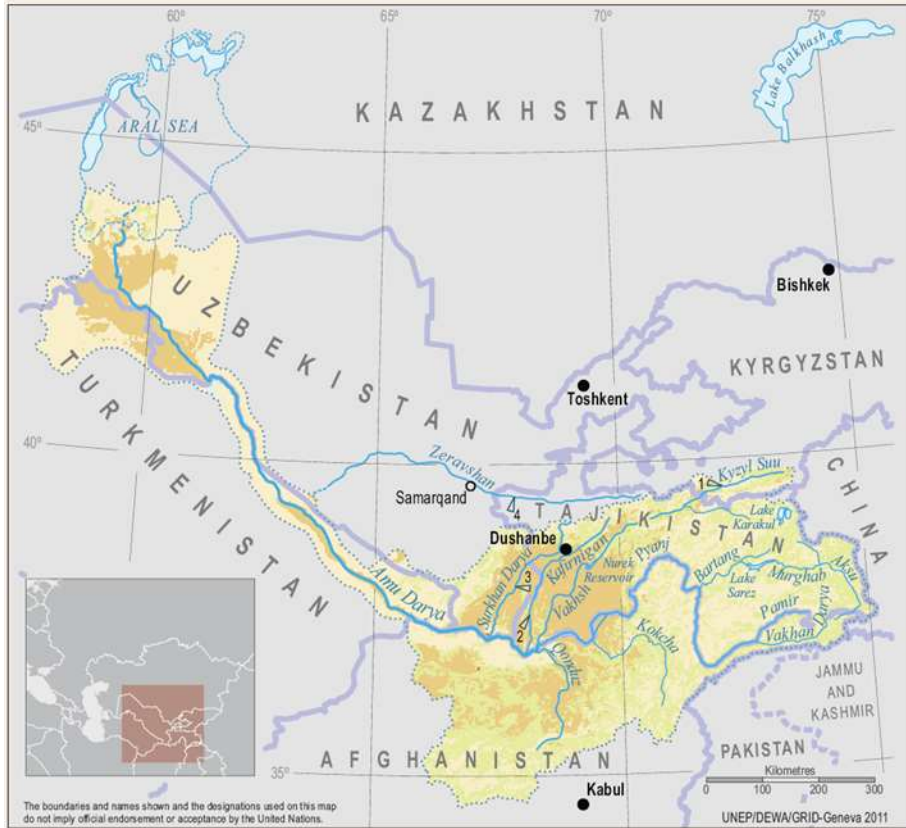 60°
65°
70°
75°
Lake Balkhash
KAZAKHSTAN
45°
ARAL SEA
Bishkek
UZBEKISTAN
KYRGYZSTAN
Toshkent
TURKMENISTAN
40°
Zeravshan
Kyzyl Suu
1
CHINA
Samarqand
4
TAJIKISTAN
Lake
Karakul
Dushanbe
Surkhan Darya
Kafirnigan
Pyanj
Nurek
Reservoir
Vakhsh
3
2
Bartang
Lake
Sarez
Murghab
Aksu
Amu Darya
Pamir
Darya
Vakhan
Kokcha
Qonduz
JAMMU
AND
KASHMIR
AFGHANISTAN
PAKISTAN
35°
Kabul
Kilometres
0 100 200 300
The boundaries and names shown and the designations used on this map
do not imply official endorsement or acceptance by the United Nations.
UNEP/DEWA/GRID-Geneva 2011